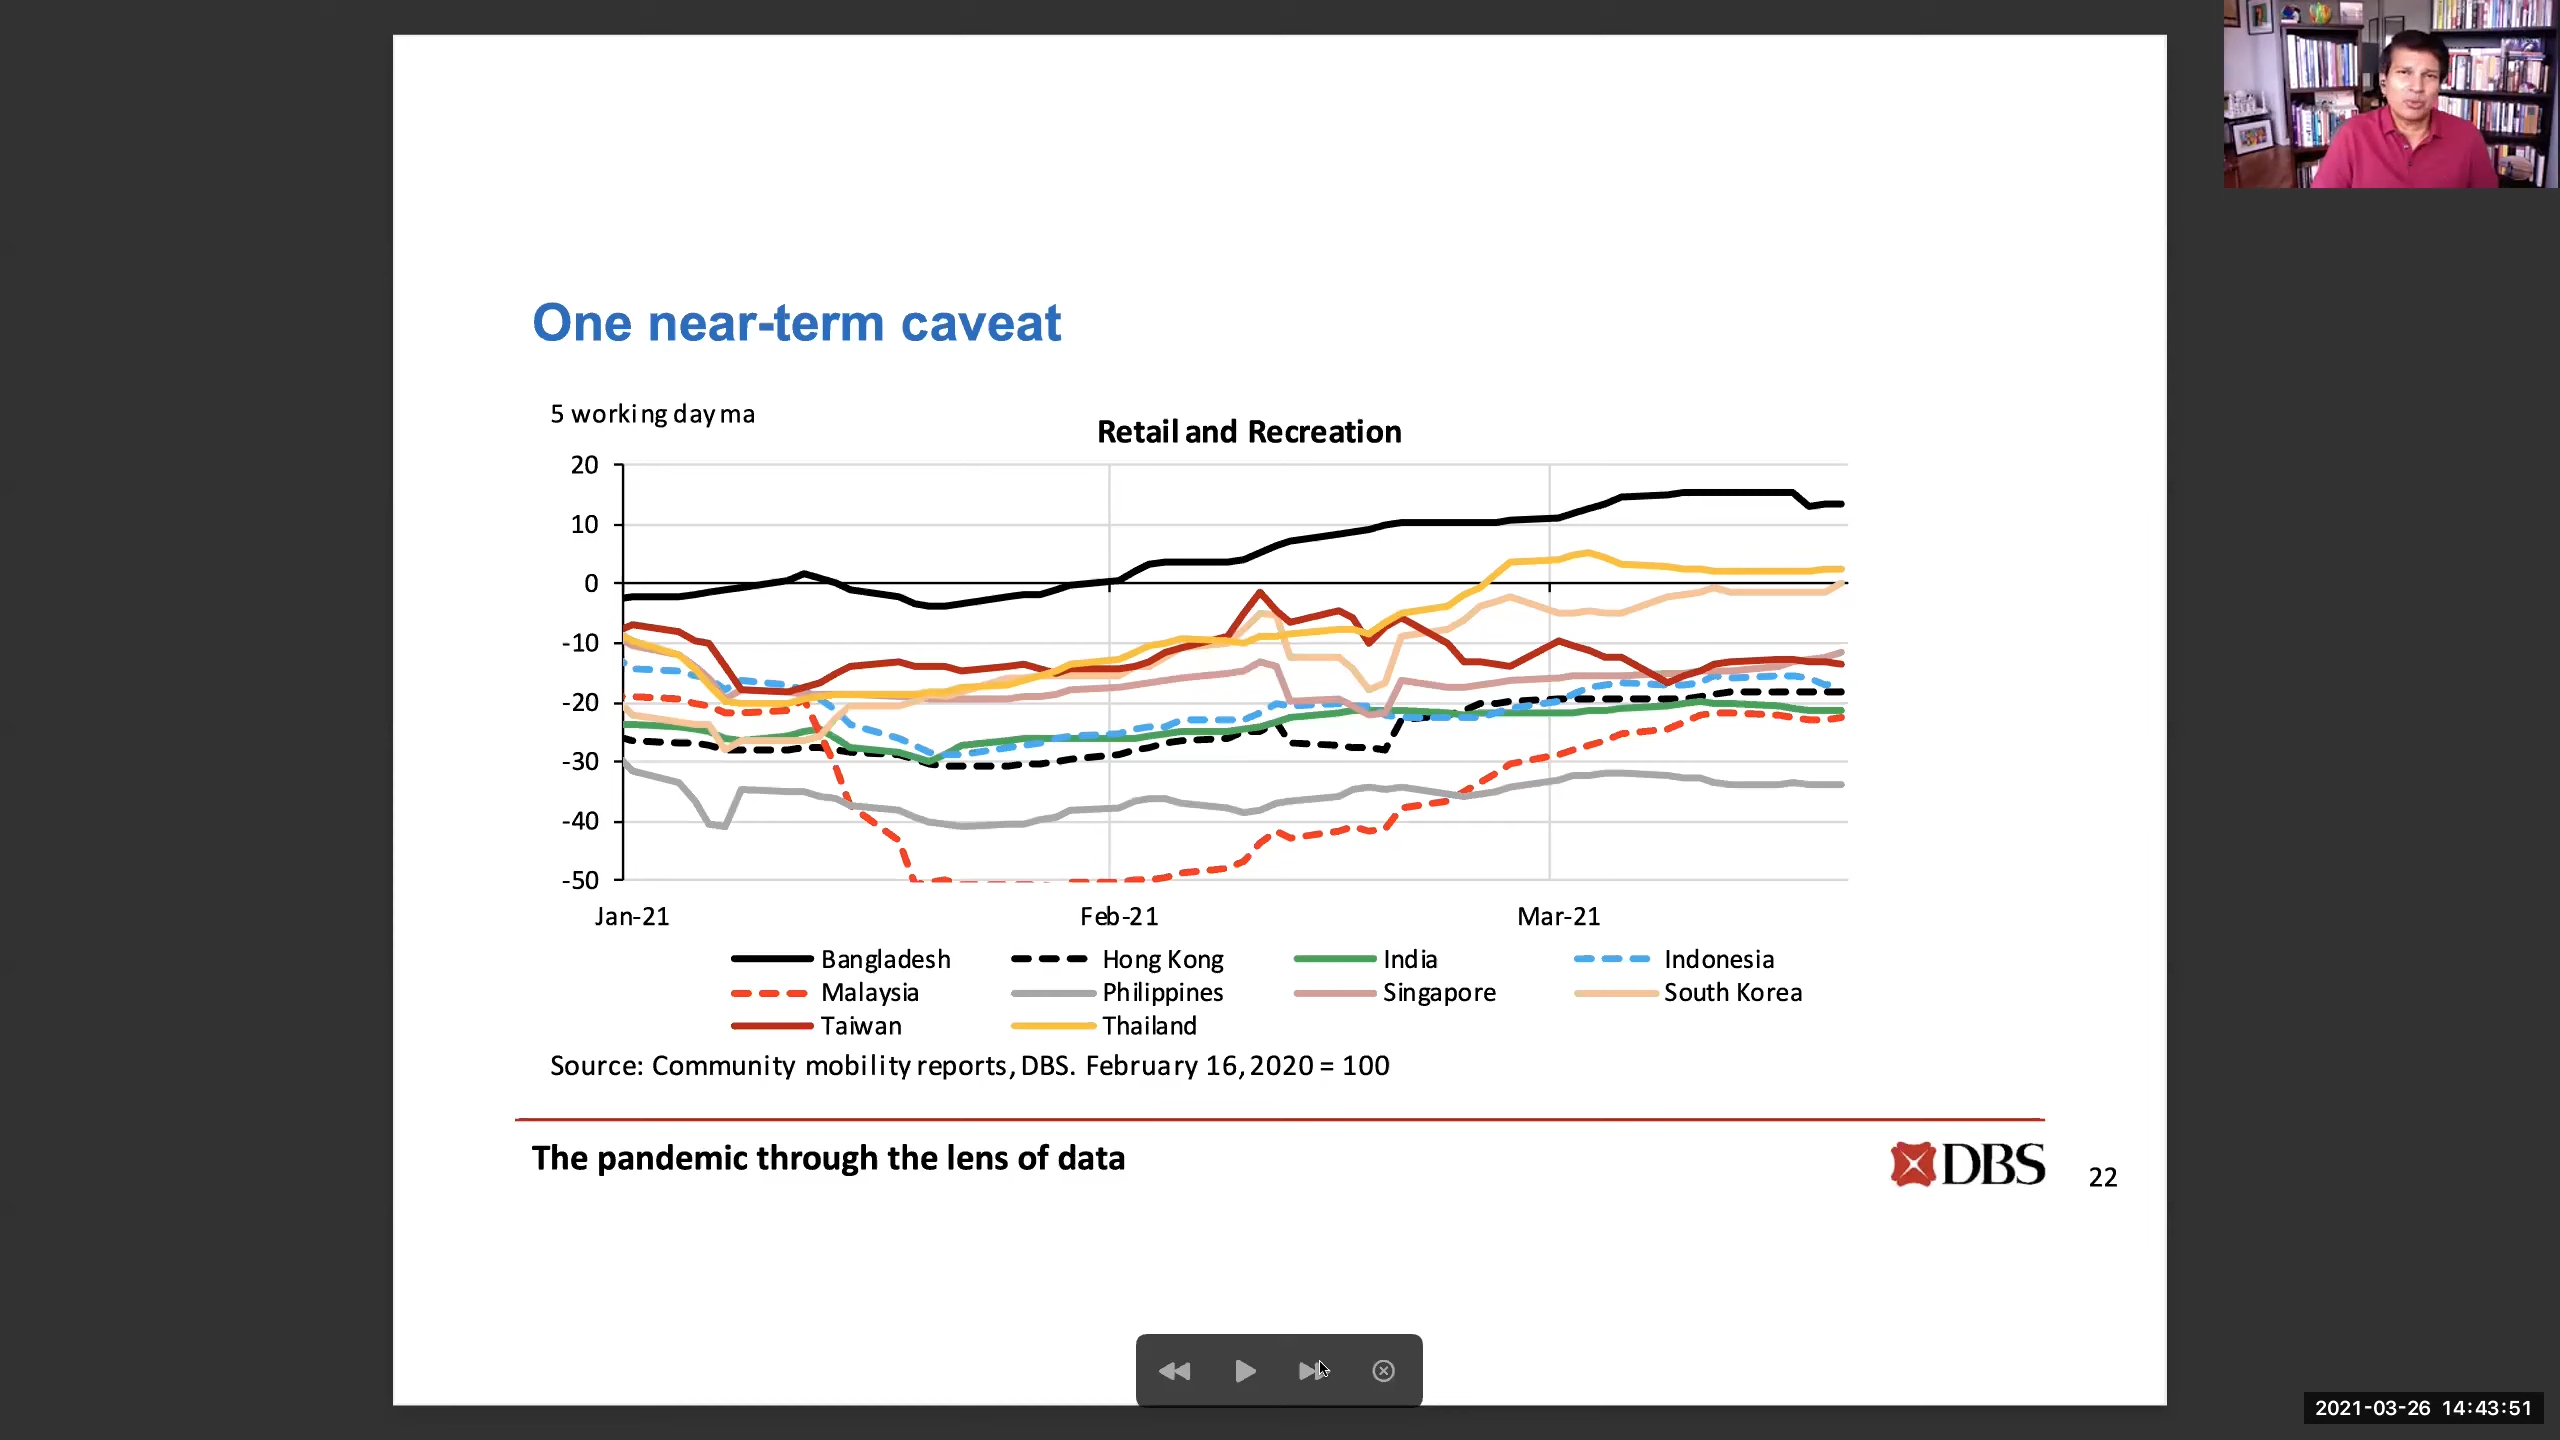 One near-term caveat
5 working day ma
Retail and Recreation
20
10
0
-10
-20
-30
-40
-50
Jan-21 Feb-21 Mar-21
Bangladesh Hong Kong India Indonesia
Malaysia Philippines Singapore South Korea
Taiwan Thailand
Source: Community mobility reports, DBS. February 16, 2020 = 100
The pandemic through the lens of data
DBS 22
2021-03-26 14:43:51